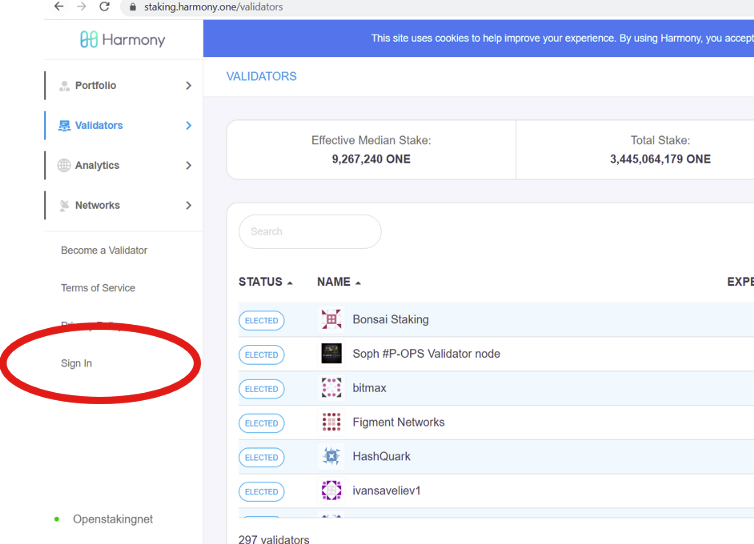 staking.harmony.one/validators
Harmony
This site uses cookies to help improve your experience. By using Harmony, you accept
Portfolio
Validators
Analytics
Networks
Become a Validator
Terms of Service
Privacy Policy
Sign In
Openstakingnet
VALIDATORS
Effective Median Stake:
9,267,240 ONE
Total Stake:
3,445,064,179 ONE
Search
STATUS NAME EXPE
ELECTED Bonsai Staking
ELECTED Soph #P-OPS Validator node
ELECTED bitmax
ELECTED Figment Networks
ELECTED HashQuark
ELECTED ivansaveliev1
297 validators